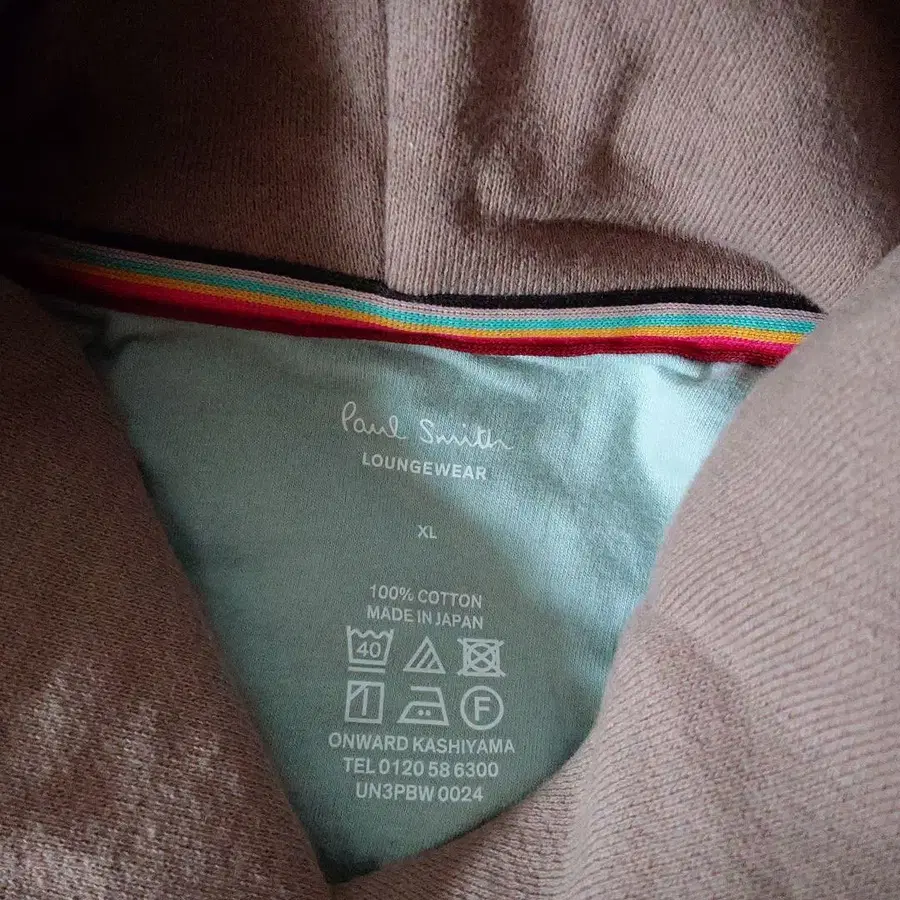 Paul Smith
LOUNGEWEAR
XL
100% COTTON
MADE IN JAPAN
40
F
ONWARD KASHIYAMA
TEL 0120 58 6300
UN3PBW 0024